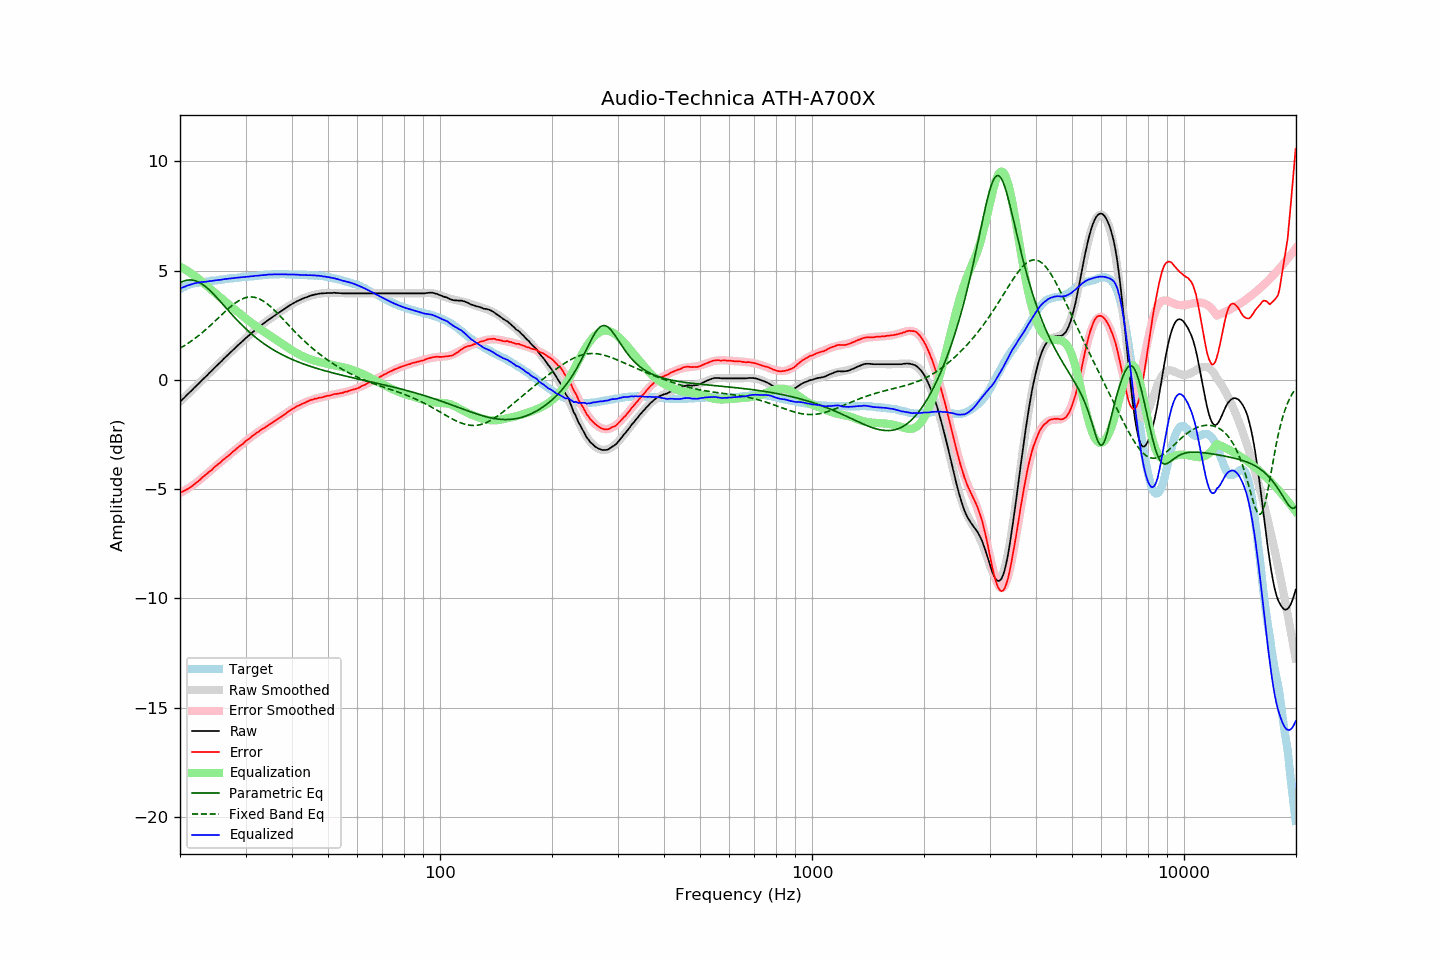 Audio-Technica ATH-A700X
10
5
0
−5
−10
−15
−20
Amplitude (dBr)
Target
Raw Smoothed
Error Smoothed
Raw
Error
Equalization
Parametric Eq
Fixed Band Eq
Equalized
100
1000
10000
Frequency (Hz)